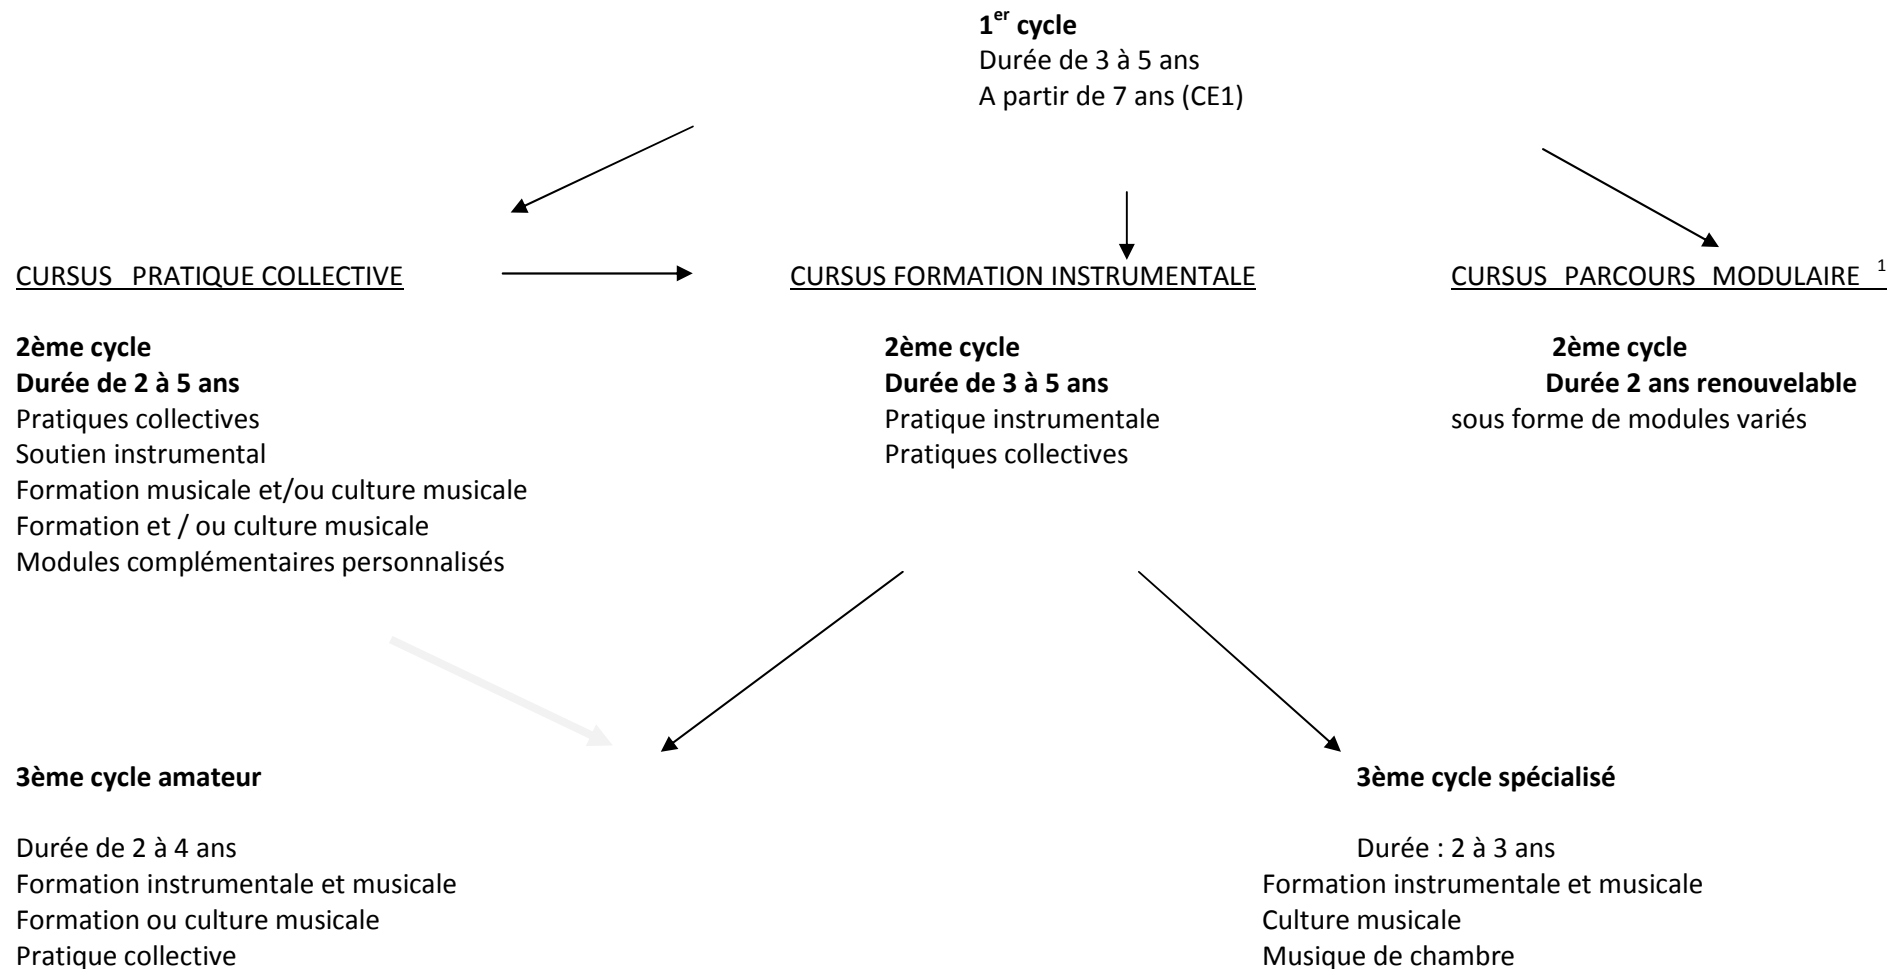 1er cycle
Durée de 3 à 5 ans
A partir de 7 ans (CE1)
CURSUS PRATIQUE COLLECTIVE
2ème cycle
Durée de 2 à 5 ans
Pratiques collectives
Soutien instrumental
Formation musicale et/ou culture musicale
Formation et / ou culture musicale
Modules complémentaires personnalisés
CURSUS FORMATION INSTRUMENTALE
2ème cycle
Durée de 3 à 5 ans
Pratique instrumentale
Pratiques collectives
CURSUS PARCOURS MODULAIRE 1
2ème cycle
Durée 2 ans renouvelable
sous forme de modules variés
3ème cycle amateur
Durée de 2 à 4 ans
Formation instrumentale et musicale
Formation ou culture musicale
Pratique collective
3ème cycle spécialisé
Durée : 2 à 3 ans
Formation instrumentale et musicale
Culture musicale
Musique de chambre